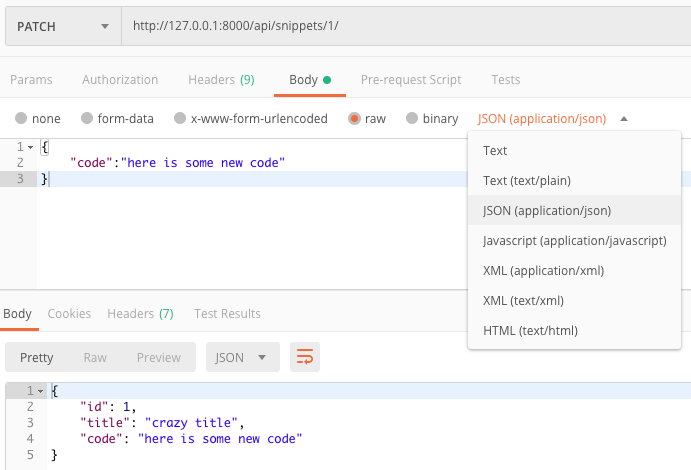 PATCH http://127.0.0.1:8000/api/snippets/1/
Params Authorization Headers (9) Body Pre-request Script Tests
none form-data x-www-form-urlencoded raw binary JSON (application/json)
1 {
2 "code":"here is some new code"
3 }
Text
Text (text/plain)
JSON (application/json)
Javascript (application/javascript)
XML (application/xml)
XML (text/xml)
HTML (text/html)
Body Cookies Headers (7) Test Results
Pretty Raw Preview JSON
1 {
2 "id": 1,
3 "title": "crazy title",
4 "code": "here is some new code"
5 }